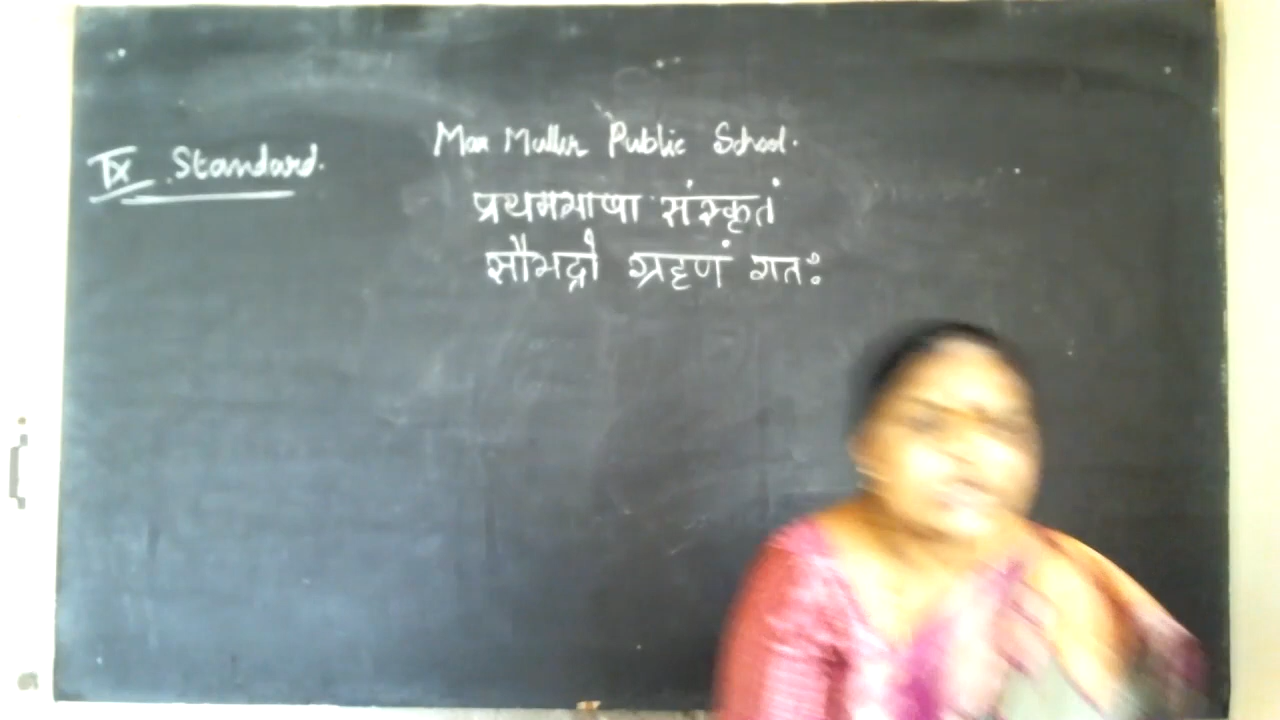 IX Standard.
Max Muller Public School.
प्रथमभाषा संस्कृतं
सौभद्रो ग्रहणं गतः